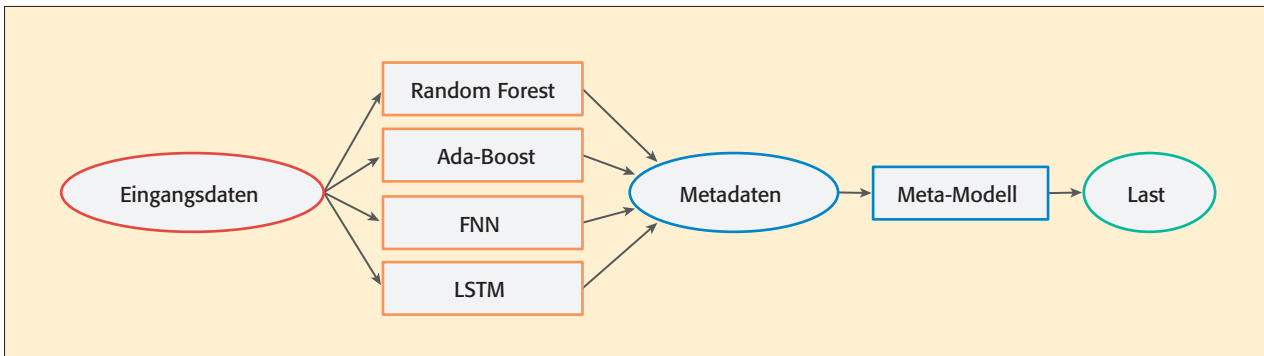 Eingangsdaten
Random Forest
Ada-Boost
FNN
LSTM
Metadaten
Meta-Modell
Last